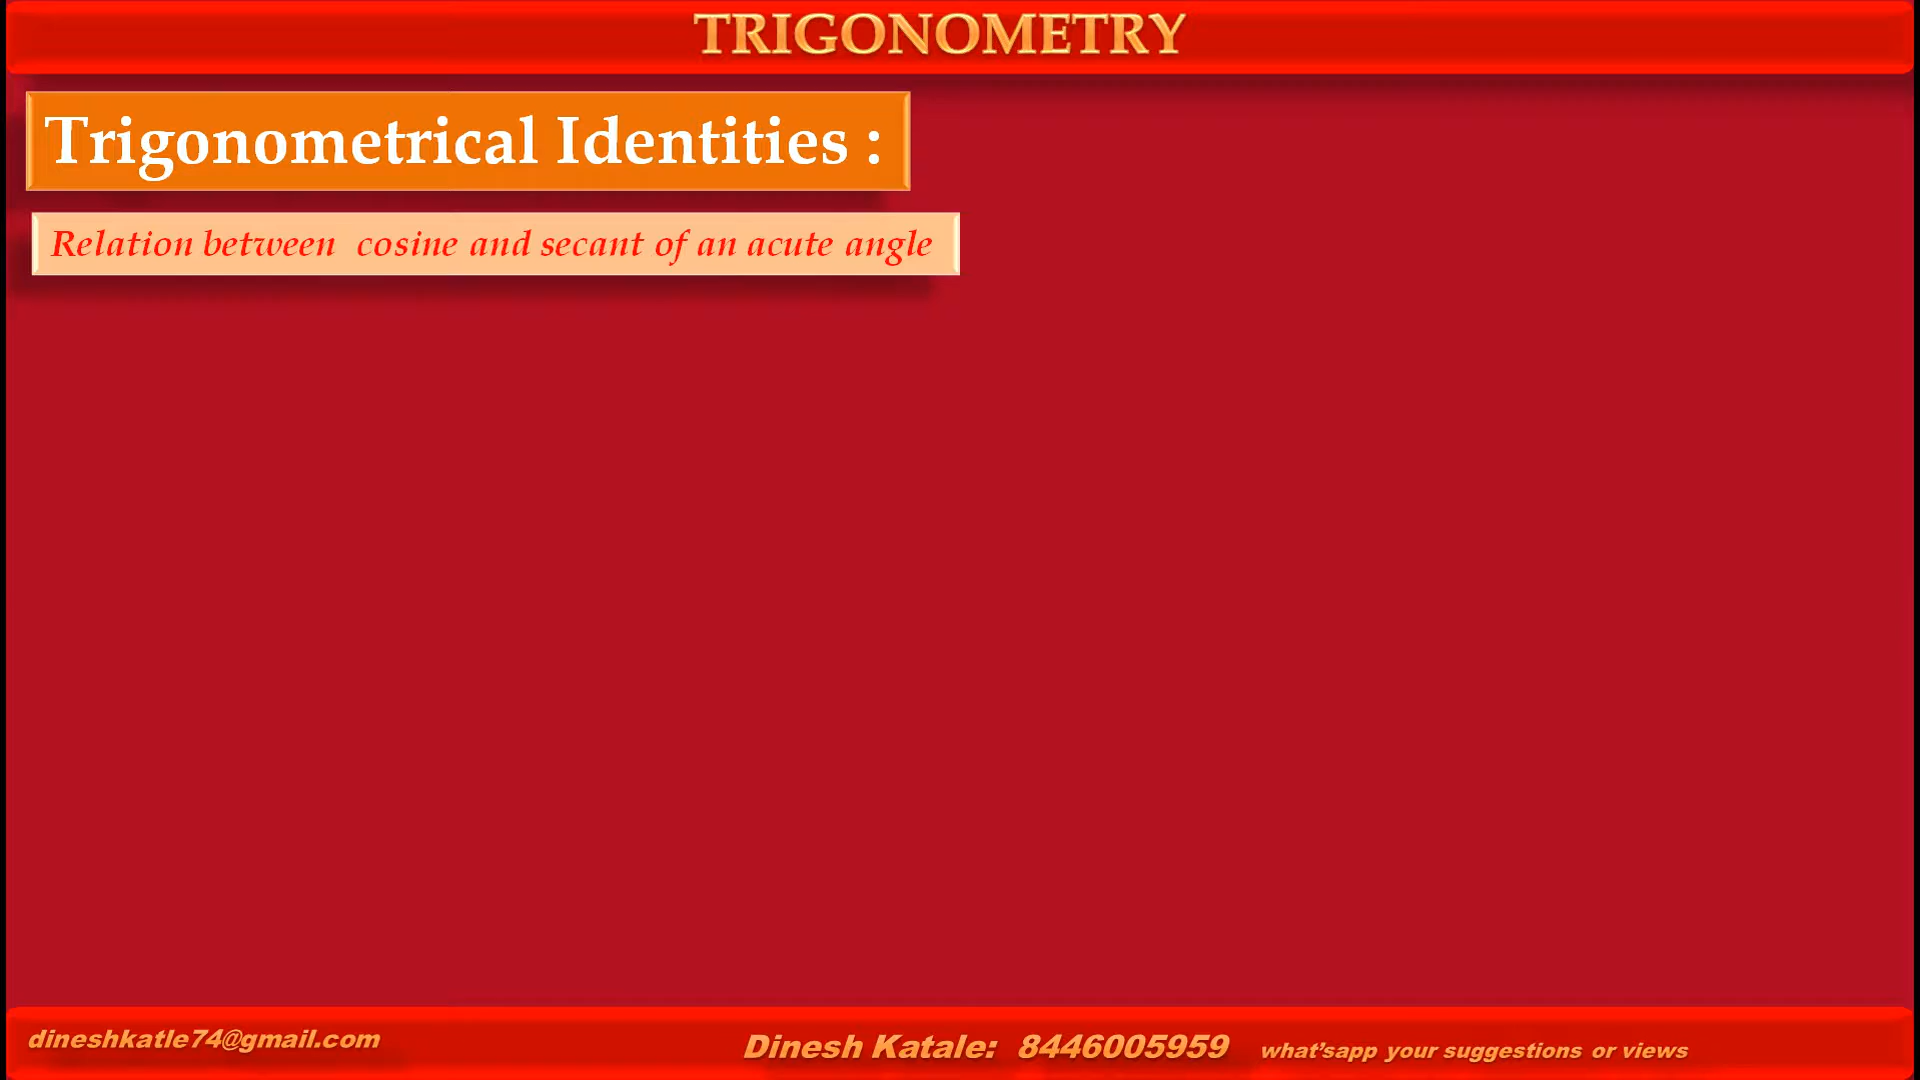 TRIGONOMETRY
Trigonometrical Identities :
Relation between cosine and secant of an acute angle
dineshkatle74@gmail.com
Dinesh Katale: 8446005959 what'sapp your suggestions or views